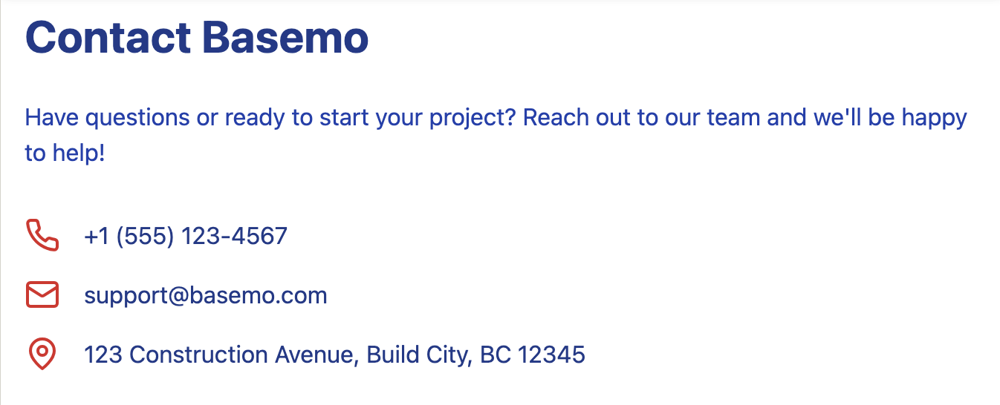 Contact Basemo
Have questions or ready to start your project? Reach out to our team and we'll be happy
to help!
+1 (555) 123-4567
support@basemo.com
123 Construction Avenue, Build City, BC 12345